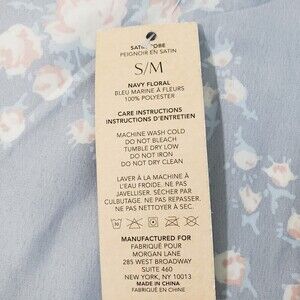 SATIN ROBE
PEIGNOIR EN SATIN
S/M
NAVY FLORAL
BLEU MARINE À FLEURS
100% POLYESTER
CARE INSTRUCTIONS
INSTRUCTIONS D'ENTRETIEN
MACHINE WASH COLD
DO NOT BLEACH
TUMBLE DRY LOW
DO NOT IRON
DO NOT DRY CLEAN
LAVER À LA MACHINE À
L'EAU FROIDE. NE PAS
JAVELLISER. SÉCHER PAR
CULBUTAGE. NE PAS REPASSER.
NE PAS NETTOYER À SEC.
MANUFACTURED FOR
FABRIQUÉ POUR
MORGAN LANE
285 WEST BROADWAY
SUITE 460
NEW YORK, NY 10013
MADE IN CHINA
FABRIQUÉ EN CHINE